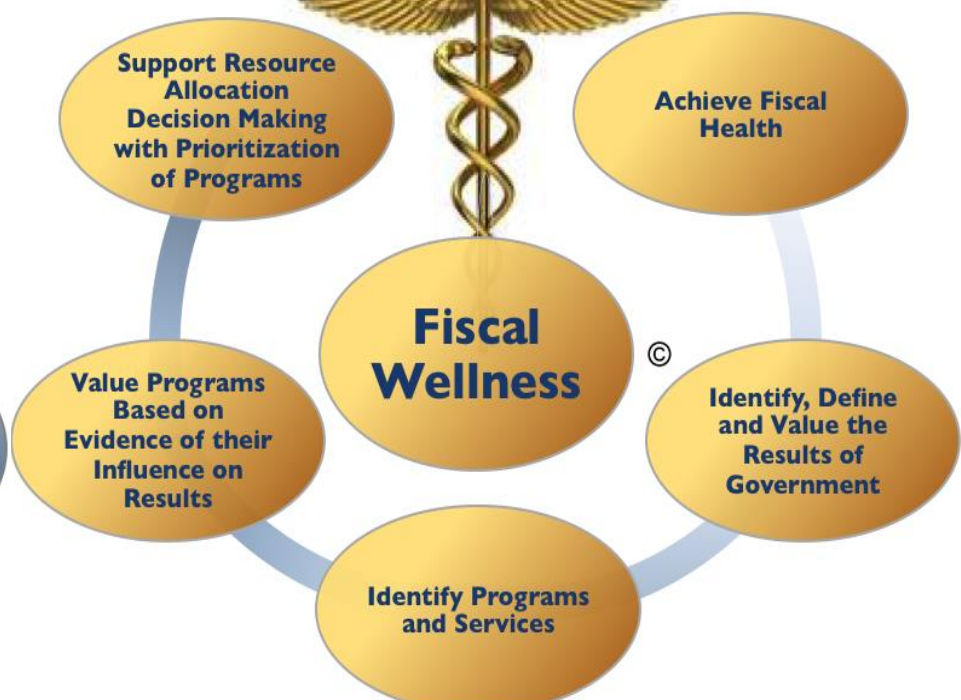 Support Resource
Allocation
Decision Making
with Prioritization
of Programs
Achieve Fiscal
Health
Fiscal
Wellness
©
Value Programs
Based on
Evidence of their
Influence on
Results
Identify, Define
and Value the
Results of
Government
Identify Programs
and Services